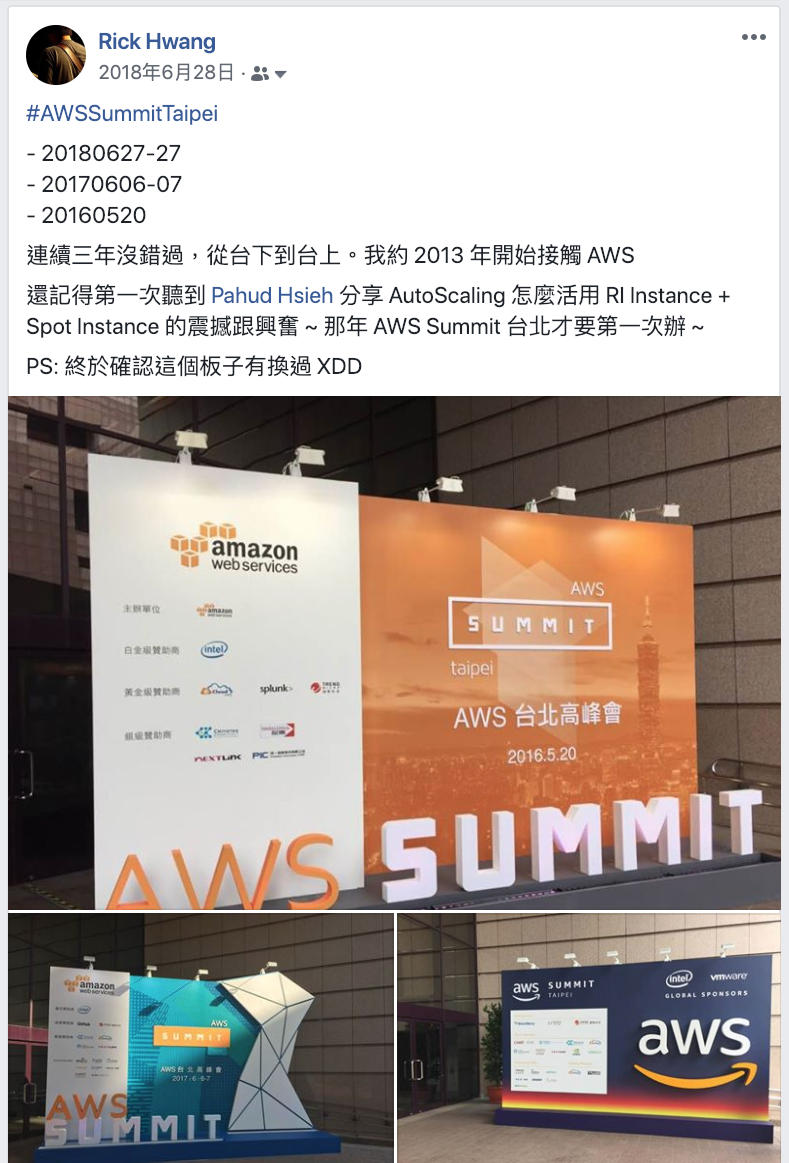 Rick Hwang
2018年6月28日 ·
#AWSSummitTaipei
- 20180627-27
- 20170606-07
- 20160520
連續三年沒錯過，從台下到台上。我約 2013 年開始接觸 AWS
還記得第一次聽到 Pahud Hsieh 分享 AutoScaling 怎麼活用 RI Instance +
Spot Instance 的震撼跟興奮 ~ 那年 AWS Summit 台北才要第一次辦 ~
PS: 終於確認這個板子有換過 XDD
amazon
web services
主辦單位
amazon
白金級贊助商
intel
黃金級贊助商
splunk>
TREND
銀級贊助商
NEXTLINK
PIC
AWS
SUMMIT
taipei
AWS 台北高峰會
2016.5.20
AWS SUMMIT
amazon
web services
AWS
SUMMIT
AWS 台北高峰會
2017.6.6-7
AWS
SUMMIT
aws SUMMIT
TAIPEI
intel vmware
GLOBAL SPONSORS
aws